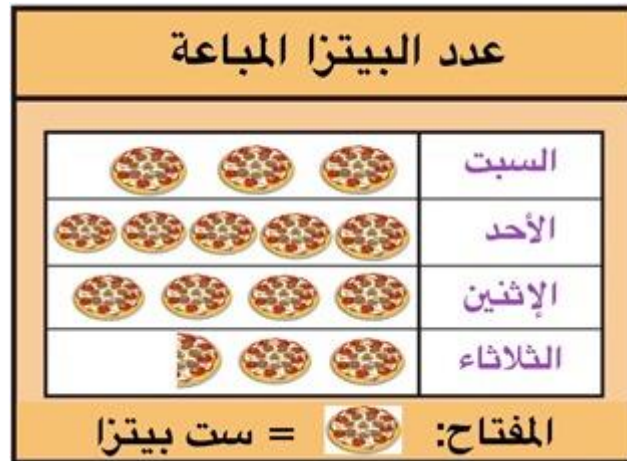 عدد البيتزا المباعة
السبت
الأحد
الإثنين
الثلاثاء
المفتاح: = ست بيتزا